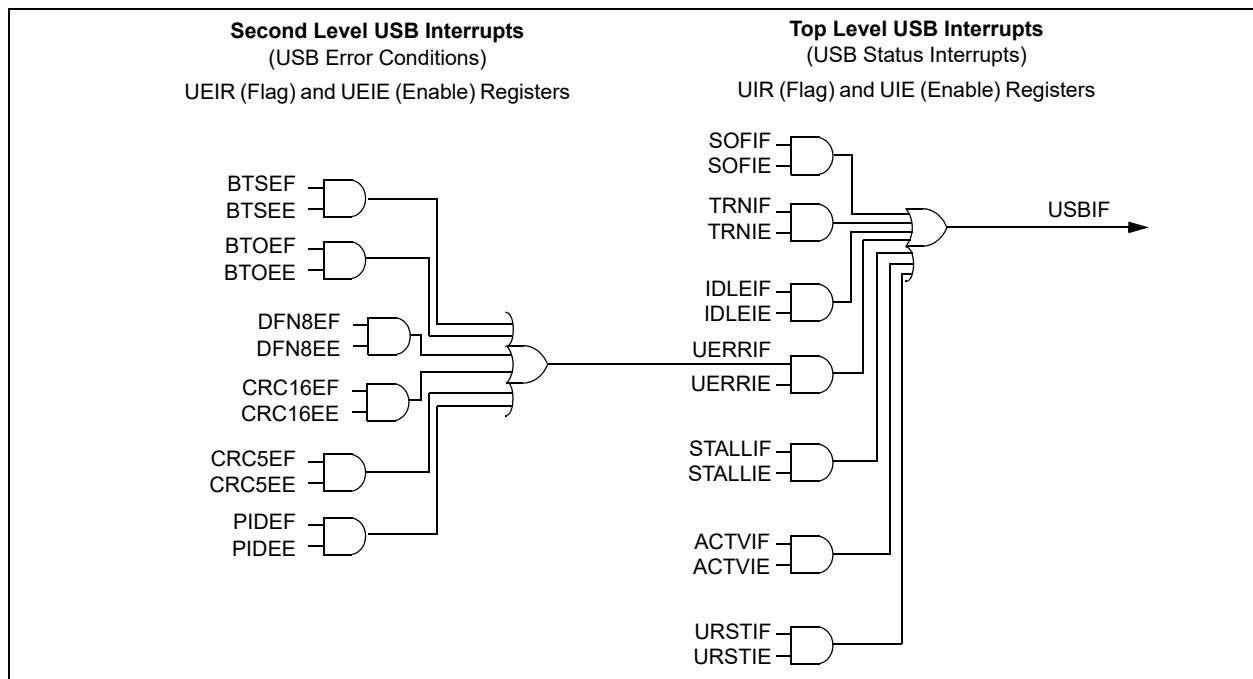 Second Level USB Interrupts
(USB Error Conditions)
UEIR (Flag) and UEIE (Enable) Registers
BTSEF
BTSEE
BTOEF
BTOEE
DFN8EF
DFN8EE
CRC16EF
CRC16EE
CRC5EF
CRC5EE
PIDEF
PIDEE
Top Level USB Interrupts
(USB Status Interrupts)
UIR (Flag) and UIE (Enable) Registers
SOFIF
SOFIE
TRNIF
TRNIE
IDLEIF
IDLEIE
UERRIF
UERRIE
STALLIF
STALLIE
ACTVIF
ACTVIE
URSTIF
URSTIE
USBIF